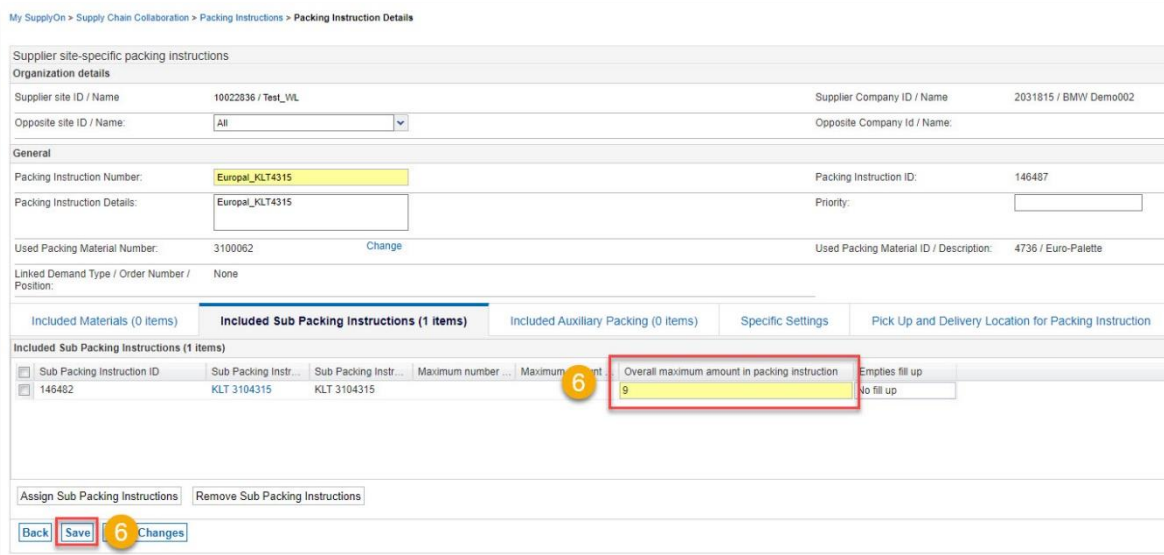 My SupplyOn > Supply Chain Collaboration > Packing Instructions > Packing Instruction Details
Supplier site-specific packing instructions
Organization details
Supplier site ID / Name 10022836 / Test_WL Supplier Company ID / Name 2031815 / BMW Demo002
Opposite site ID / Name: All Opposite Company Id / Name:
General
Packing Instruction Number: Europal_KLT4315 Packing Instruction ID: 146487
Packing Instruction Details: Europal_KLT4315 Priority:
Used Packing Material Number: 3100062 Change Used Packing Material ID / Description: 4736 / Euro-Palette
Linked Demand Type / Order Number / None
Position:
Included Materials (0 items) Included Sub Packing Instructions (1 items) Included Auxiliary Packing (0 items) Specific Settings Pick Up and Delivery Location for Packing Instruction
Included Sub Packing Instructions (1 items)
Sub Packing Instruction ID Sub Packing Instr... Sub Packing Instr... Maximum number ... Maximum 6 Overall maximum amount in packing instruction Empties fill up
146482 KLT 3104315 KLT 3104315 9 No fill up
Assign Sub Packing Instructions Remove Sub Packing Instructions
Back Save 6 Changes